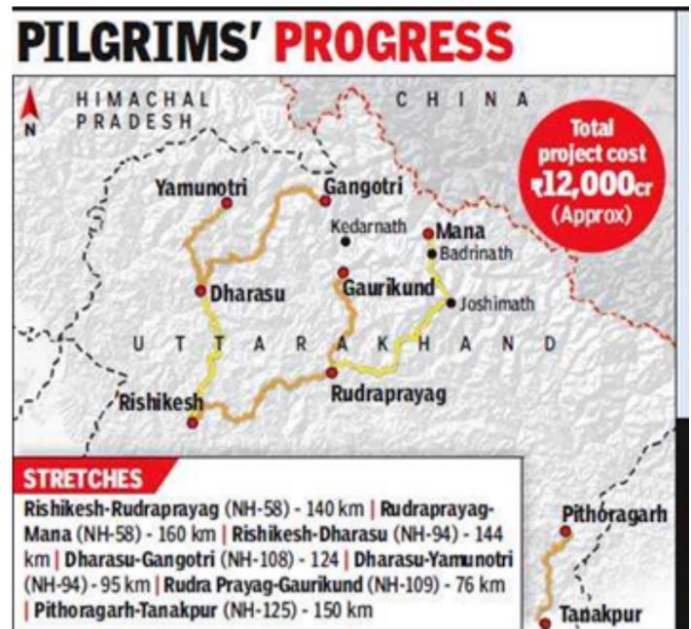 PILGRIMS' PROGRESS
HIMACHAL
PRADESH
CHINA
N
Total
project cost
₹12,000cr
(Approx)
Yamunotri
Gangotri
Kedarnath
Mana
Badrinath
Dharasu
Gaurikund
Joshimath
UTTARAKHAND
Rishikesh
Rudraprayag
STRETCHES
Rishikesh-Rudraprayag (NH-58) - 140 km | Rudraprayag-
Mana (NH-58) - 160 km | Rishikesh-Dharasu (NH-94) - 144
km | Dharasu-Gangotri (NH-108) - 124 | Dharasu-Yamunotri
(NH-94) - 95 km | Rudra Prayag-Gaurikund (NH-109) - 76 km
| Pithoragarh-Tanakpur (NH-125) - 150 km
Pithoragarh
Tanakpur